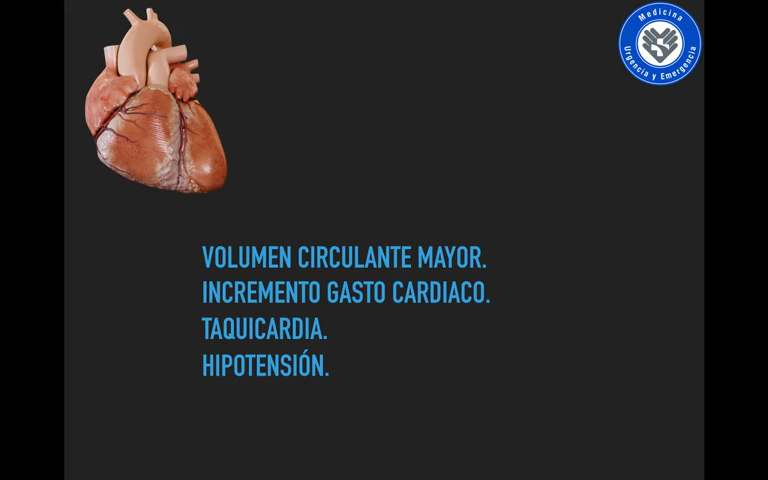 Medicina
Urgencia y Emergencia
VOLUMEN CIRCULANTE MAYOR.
INCREMENTO GASTO CARDIACO.
TAQUICARDIA.
HIPOTENSIÓN.